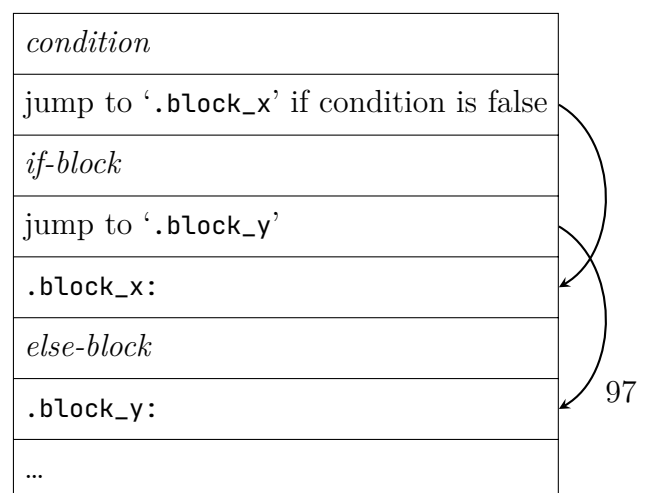 condition
jump to ‘.block_x’ if condition is false
if-block
jump to ‘.block_y’
.block_x:
else-block
.block_y:
97
…